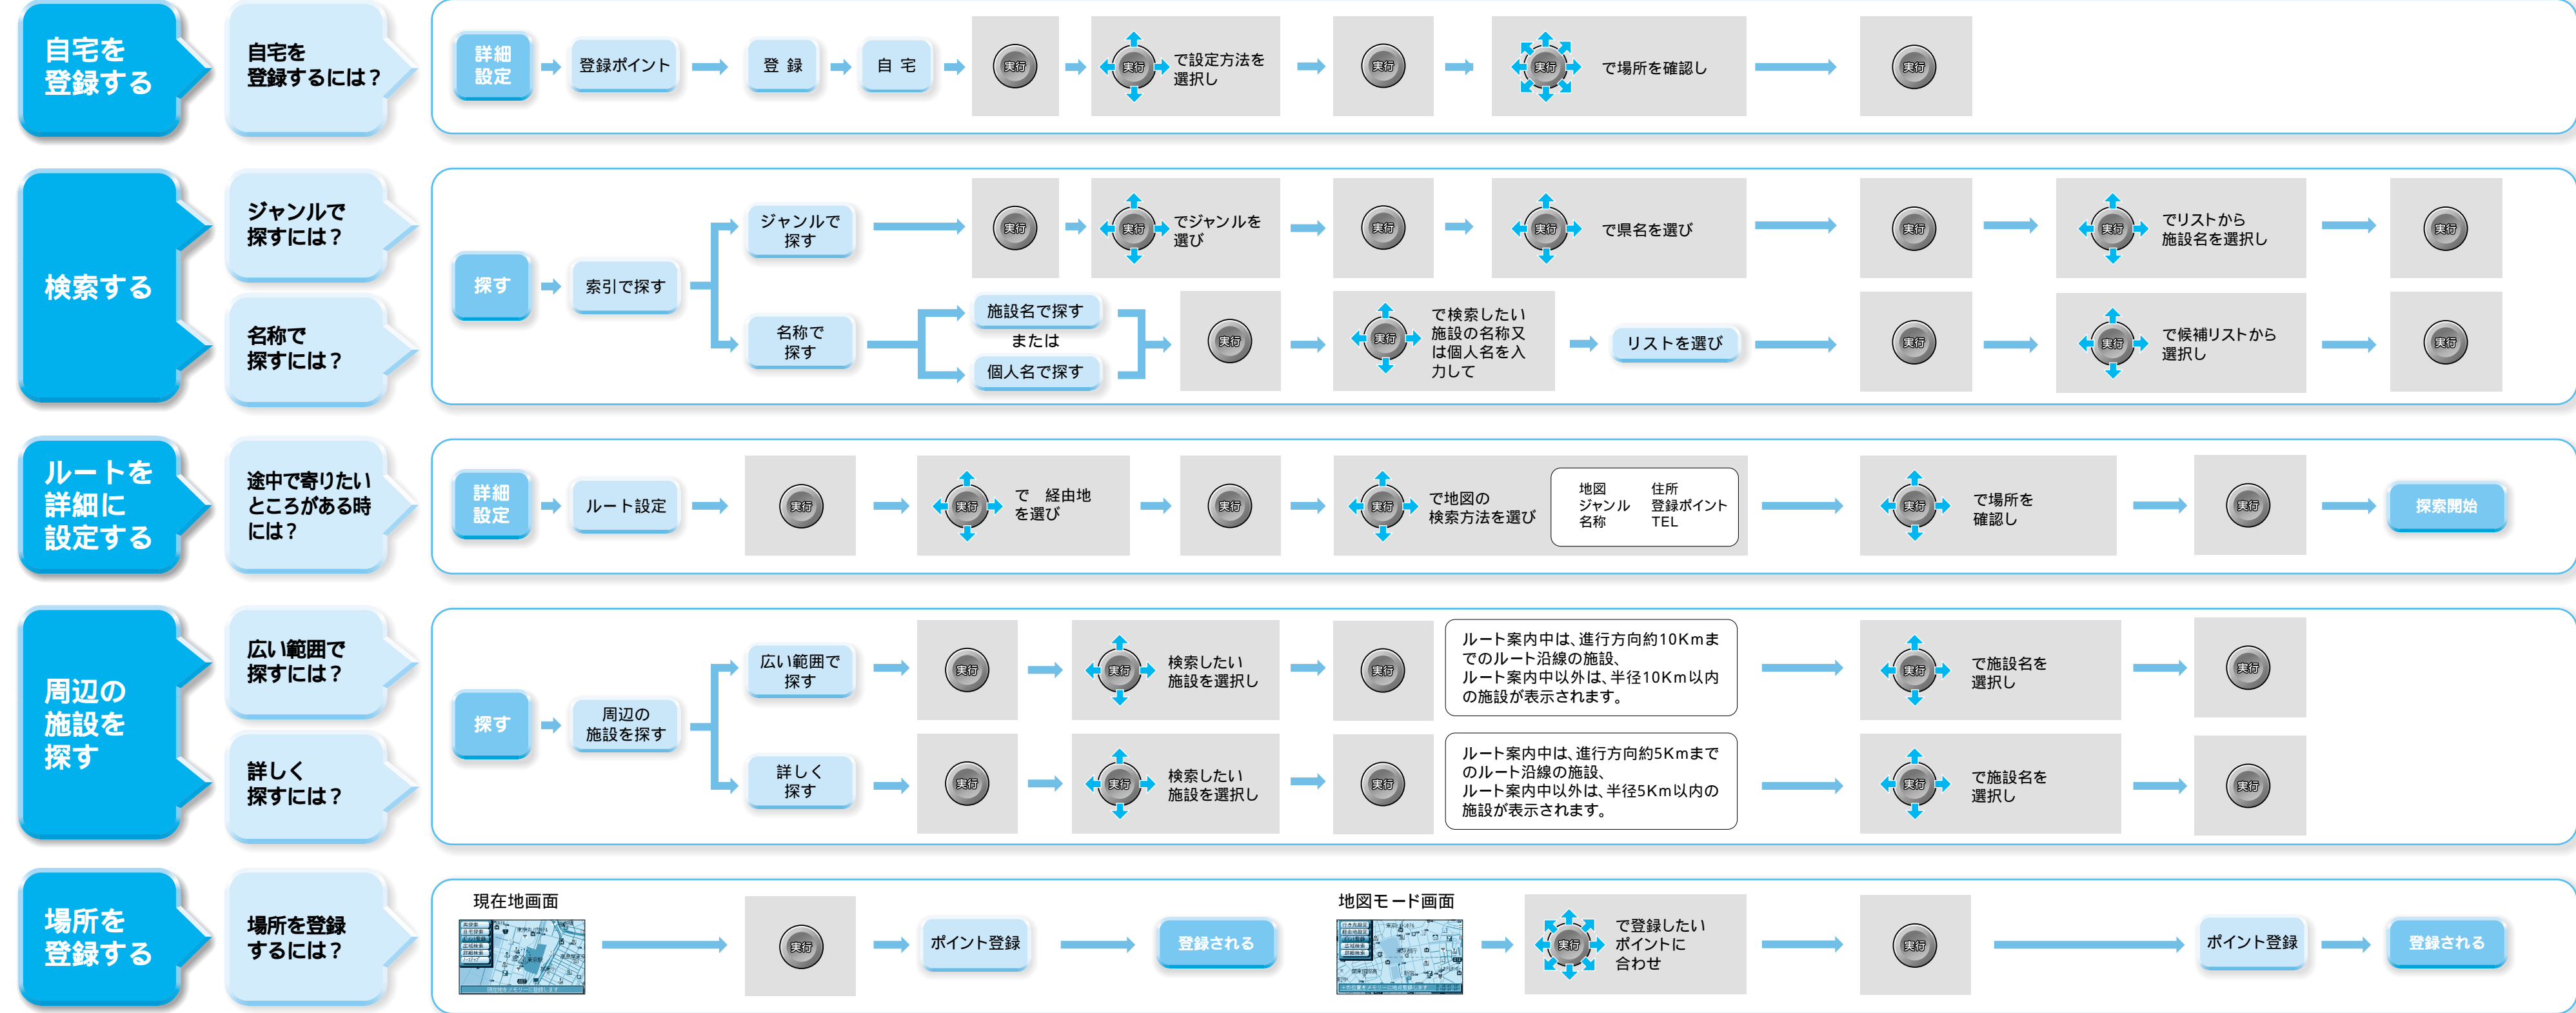 自宅を
登録する
自宅を
登録するには？
詳細
設定
登録ポイント
登 録
自 宅
実行
実行
で設定方法を
選択し
実行
実行
で場所を確認し
実行
検索する
ジャンルで
探すには？
名称で
探すには？
探す
索引で探す
ジャンルで
探す
実行
実行
でジャンルを
選び
実行
実行
で県名を選び
実行
実行
でリストから
施設名を選択し
実行
名称で
探す
施設名で探す
または
個人名で探す
実行
実行
で検索したい
施設の名称又
は個人名を入
力して
リストを選び
実行
実行
で候補リストから
選択し
実行
ルートを
詳細に
設定する
途中で寄りたい
ところがある時
には？
詳細
設定
ルート設定
実行
実行
で　経由地
を選び
実行
実行
で地図の
検索方法を選び
地図　住所
ジャンル　登録ポイント
名称　TEL
実行
で場所を
確認し
実行
探索開始
周辺の
施設を
探す
広い範囲で
探すには？
詳しく
探すには？
探す
周辺の
施設を探す
広い範囲で
探す
実行
実行
検索したい
施設を選択し
実行
ルート案内中は、進行方向約10Kmま
でのルート沿線の施設、
ルート案内中以外は、半径10Km以内
の施設が表示されます。
実行
で施設名を
選択し
実行
詳しく
探す
実行
実行
検索したい
施設を選択し
実行
ルート案内中は、進行方向約5Kmまで
のルート沿線の施設、
ルート案内中以外は、半径5Km以内の
施設が表示されます。
実行
で施設名を
選択し
実行
場所を
登録する
場所を登録
するには？
現在地画面
実行
ポイント登録
登録される
地図モード画面
実行
で登録したい
ポイントに
合わせ
実行
ポイント登録
登録される